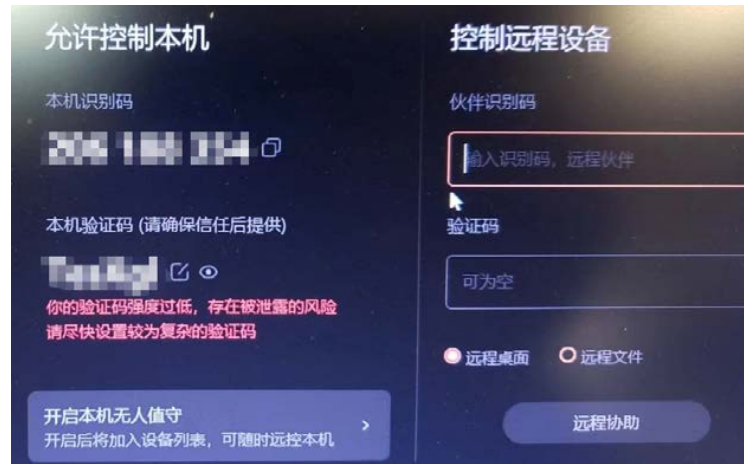 允许控制本机
本机识别码
本机验证码 (请确保信任后提供)
你的验证码强度过低，存在被泄露的风险
请尽快设置较为复杂的验证码
开启本机无人值守
开启后将加入设备列表，可随时远控本机
控制远程设备
伙伴识别码
输入识别码，远程伙伴
验证码
可为空
远程桌面
远程文件
远程协助